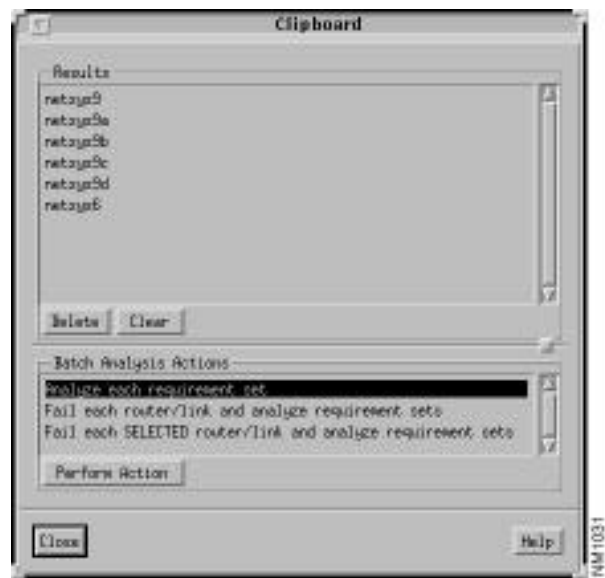 Clipboard
Results
netsys9
netsys9a
netsys9b
netsys9c
netsys9d
netsys6
Delete Clear
Batch Analysis Actions
Analyze each requirement set
Fail each router/link and analyze requirement sets
Fail each SELECTED router/link and analyze requirement sets
Perform Action
Close Help
NM1031